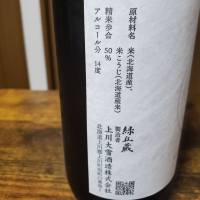 原材料名 米(北海道産)、
米こうじ(北海道産米)
精米歩合 50%
アルコール分 14度
緑丘蔵
製造者
上川大雪酒造株式会社